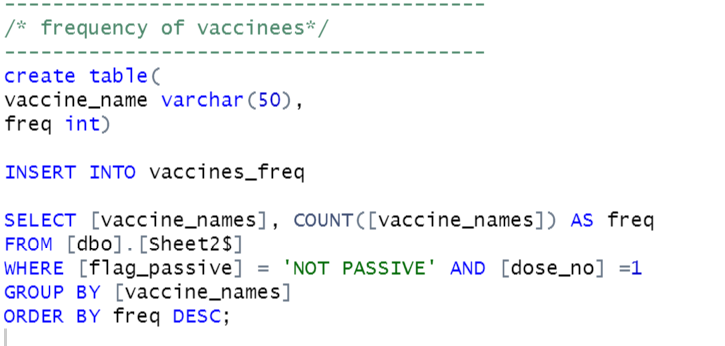 ----------------------------------------
/* frequency of vaccinees*/
----------------------------------------
create table(
vaccine_name varchar(50),
freq int)
INSERT INTO vaccines_freq
SELECT [vaccine_names], COUNT([vaccine_names]) AS freq
FROM [dbo].[Sheet2$]
WHERE [flag_passive] = 'NOT PASSIVE' AND [dose_no] =1
GROUP BY [vaccine_names]
ORDER BY freq DESC;